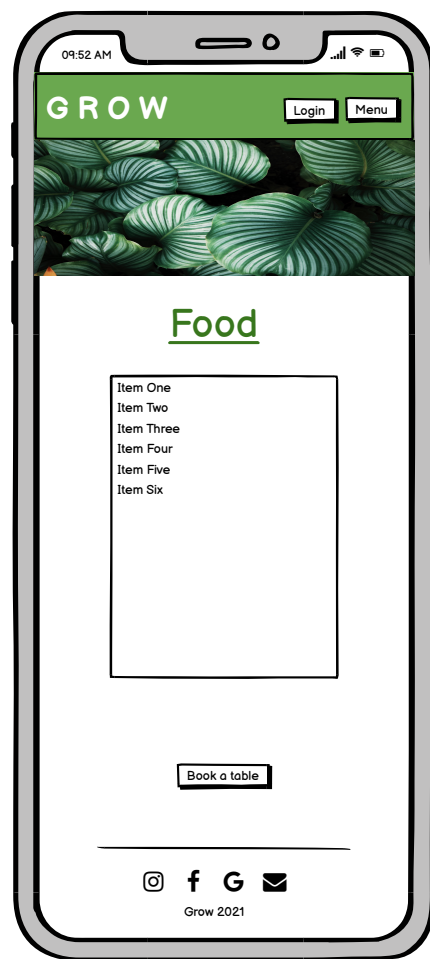 09:52 AM
GROW
Login
Menu
Food
Item One
Item Two
Item Three
Item Four
Item Five
Item Six
Book a table
Grow 2021